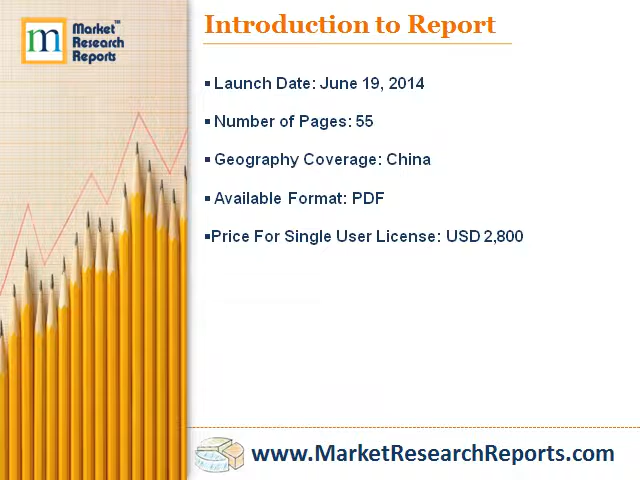 m
Market™
Research
Reports
Introduction to Report
▪ Launch Date: June 19, 2014
▪ Number of Pages: 55
▪ Geography Coverage: China
▪ Available Format: PDF
▪Price For Single User License: USD 2,800
www.MarketResearchReports.com